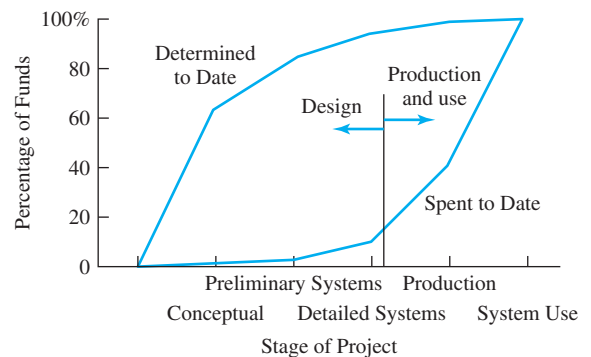 100%
80
60
40
20
0
Percentage of Funds
Determined
to Date
Design
Production
and use
Spent to Date
Preliminary Systems
Production
Conceptual
Detailed Systems
System Use
Stage of Project